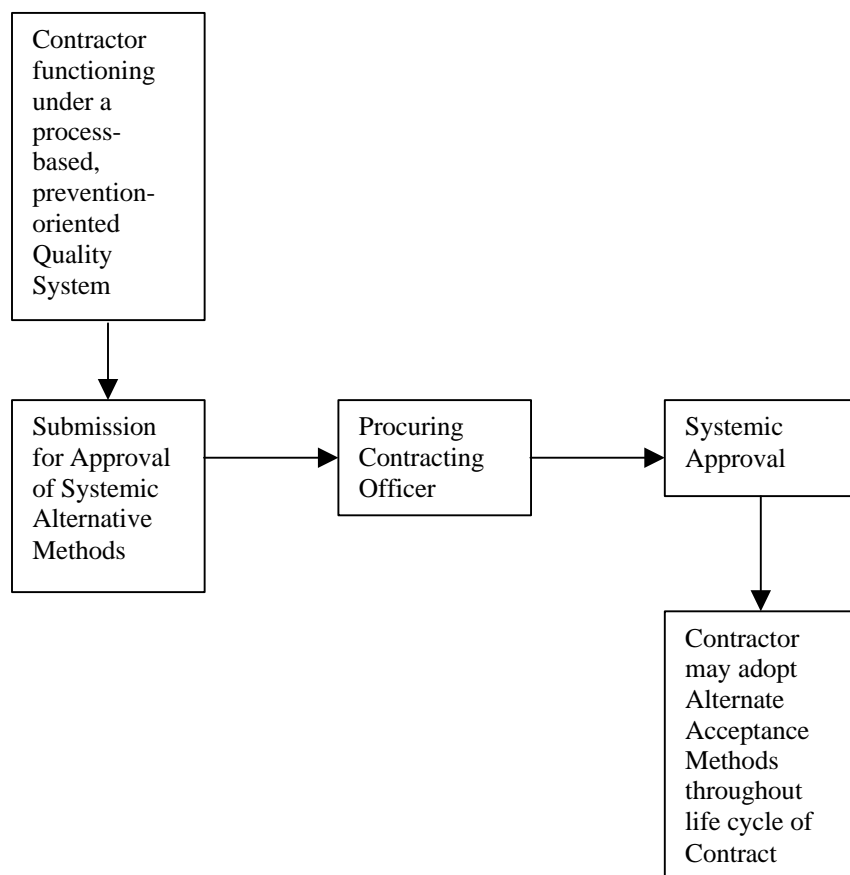 Contractor
functioning
under a
process-
based,
prevention-
oriented
Quality
System
Submission
for Approval
of Systemic
Alternative
Methods
Procuring
Contracting
Officer
Systemic
Approval
Contractor
may adopt
Alternate
Acceptance
Methods
throughout
life cycle of
Contract